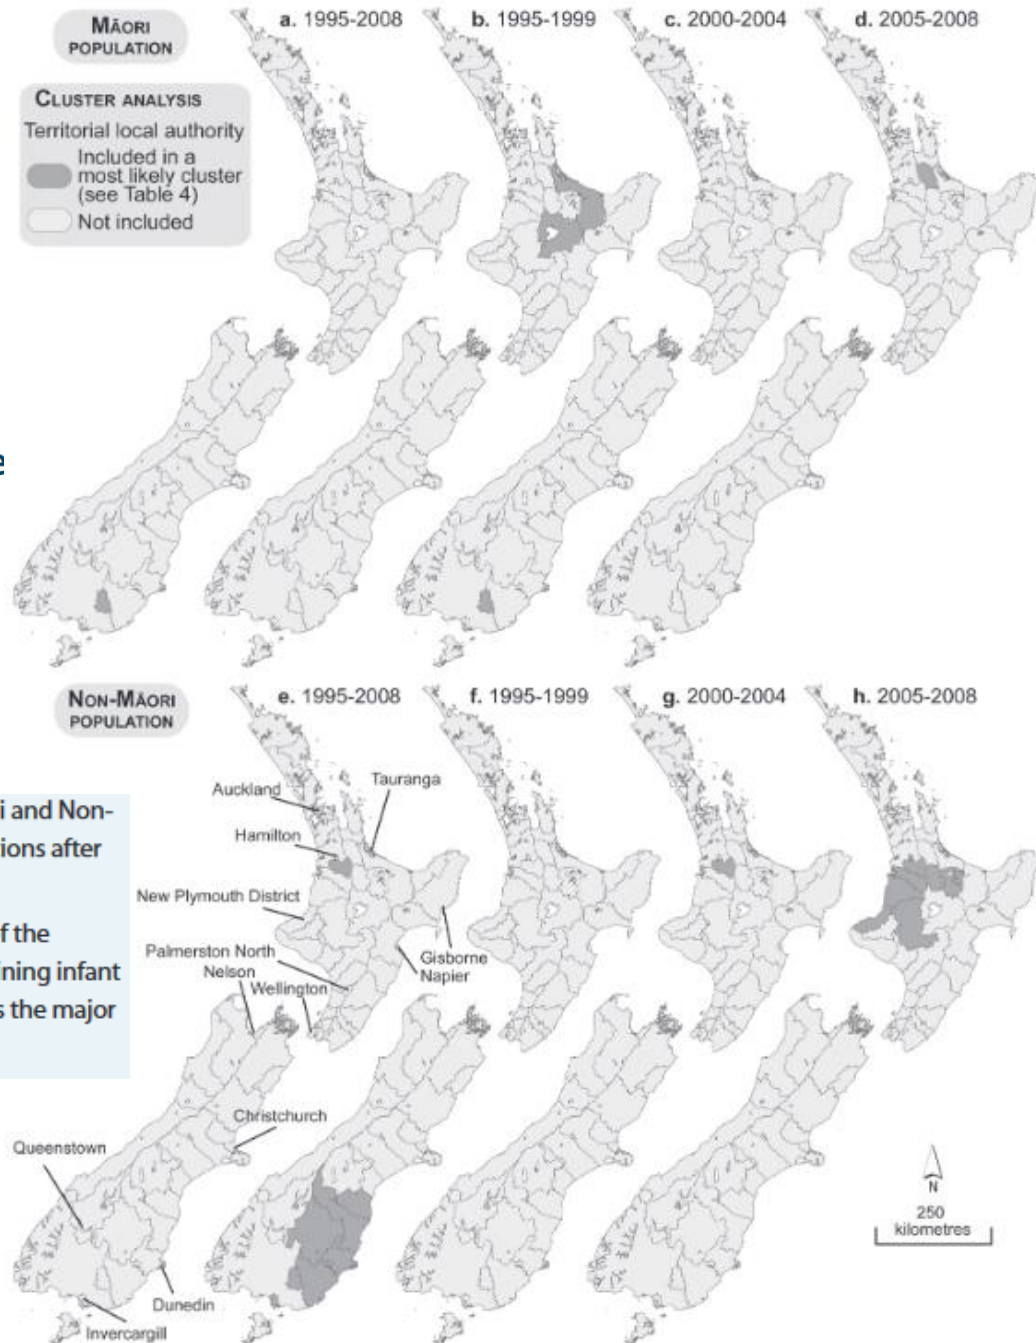 MĀORI
POPULATION
a. 1995-2008
b. 1995-1999
c. 2000-2004
d. 2005-2008
CLUSTER ANALYSIS
Territorial local authority
Included in a
most likely cluster
(see Table 4)
Not included
e
NON-MĀORI
POPULATION
e. 1995-2008
f. 1995-1999
g. 2000-2004
h. 2005-2008
Auckland
Tauranga
Hamilton
New Plymouth District
Palmerston North
Nelson
Wellington
Gisborne
Napier
i and Non-
ions after
f the
ining infant
s the major
Christchurch
Queenstown
Dunedin
Invercargill
N
250
kilometres